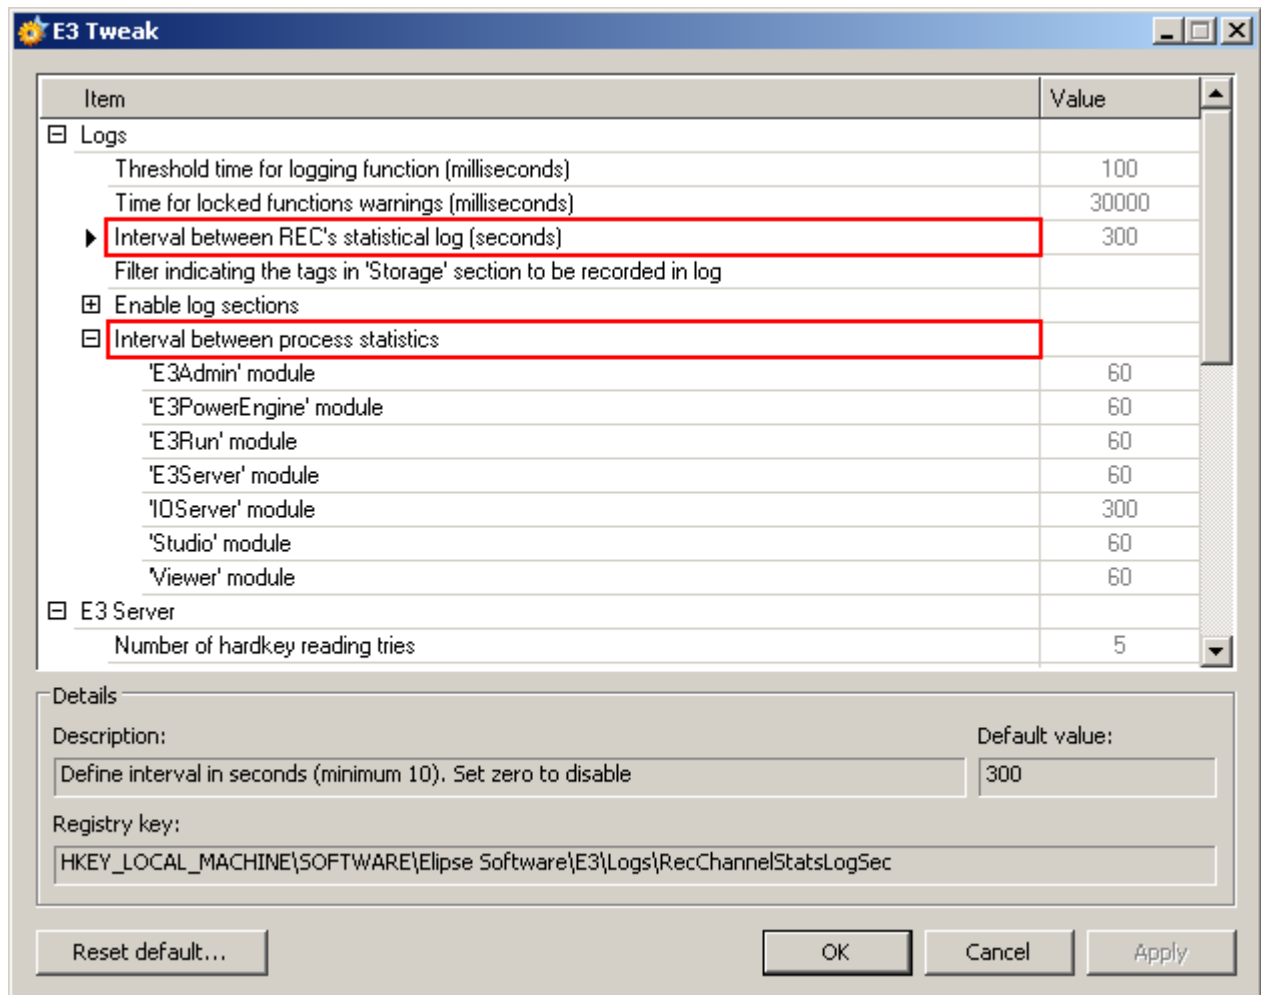 E3 Tweak
Item Value
Logs
Threshold time for logging function (milliseconds) 100
Time for locked functions warnings (milliseconds) 30000
Interval between REC's statistical log (seconds) 300
Filter indicating the tags in 'Storage' section to be recorded in log
Enable log sections
Interval between process statistics
'E3Admin' module 60
'E3PowerEngine' module 60
'E3Run' module 60
'E3Server' module 60
'IOServer' module 300
'Studio' module 60
'Viewer' module 60
E3 Server
Number of hardkey reading tries 5
Details
Description: Default value:
Define interval in seconds (minimum 10). Set zero to disable 300
Registry key:
HKEY_LOCAL_MACHINE\SOFTWARE\Elipse Software\E3\Logs\RecChannelStatsLogSec
Reset default... OK Cancel Apply